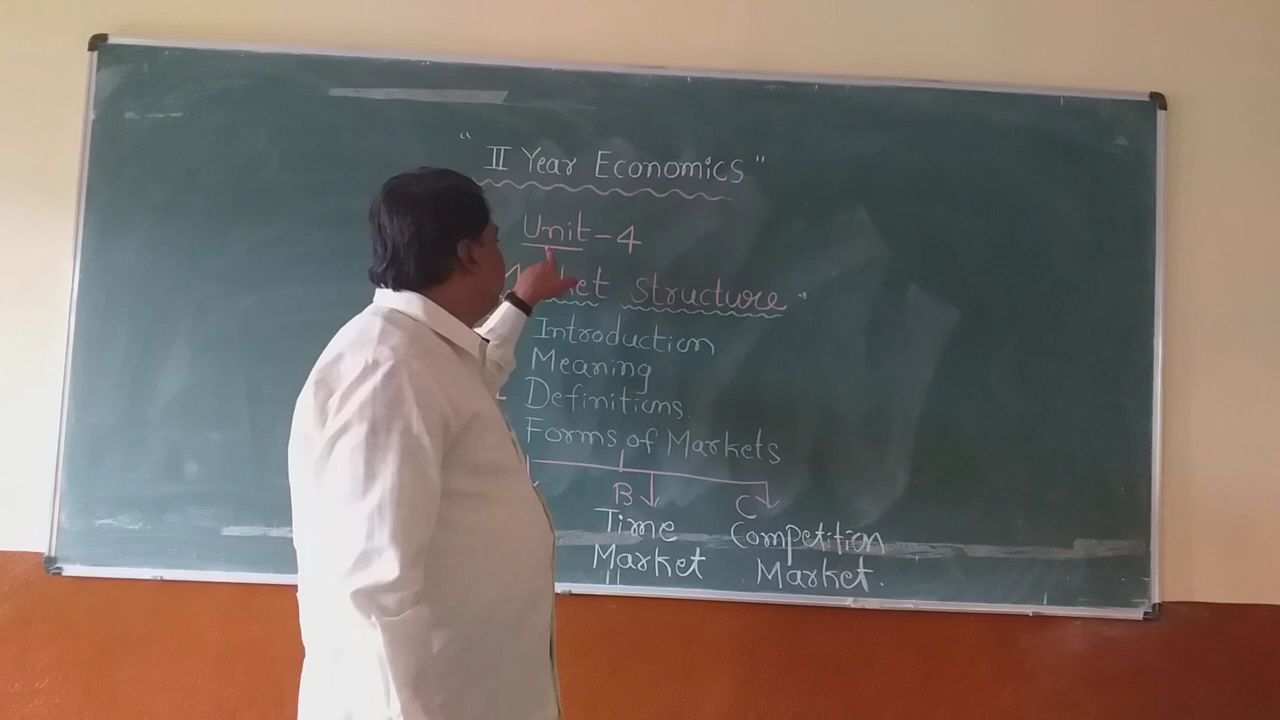 "II Year Economics"
Unit-4
Structure"
Introduction
Meaning
Definitions
Forms of Markets
B C
Time Competition
Market Market.